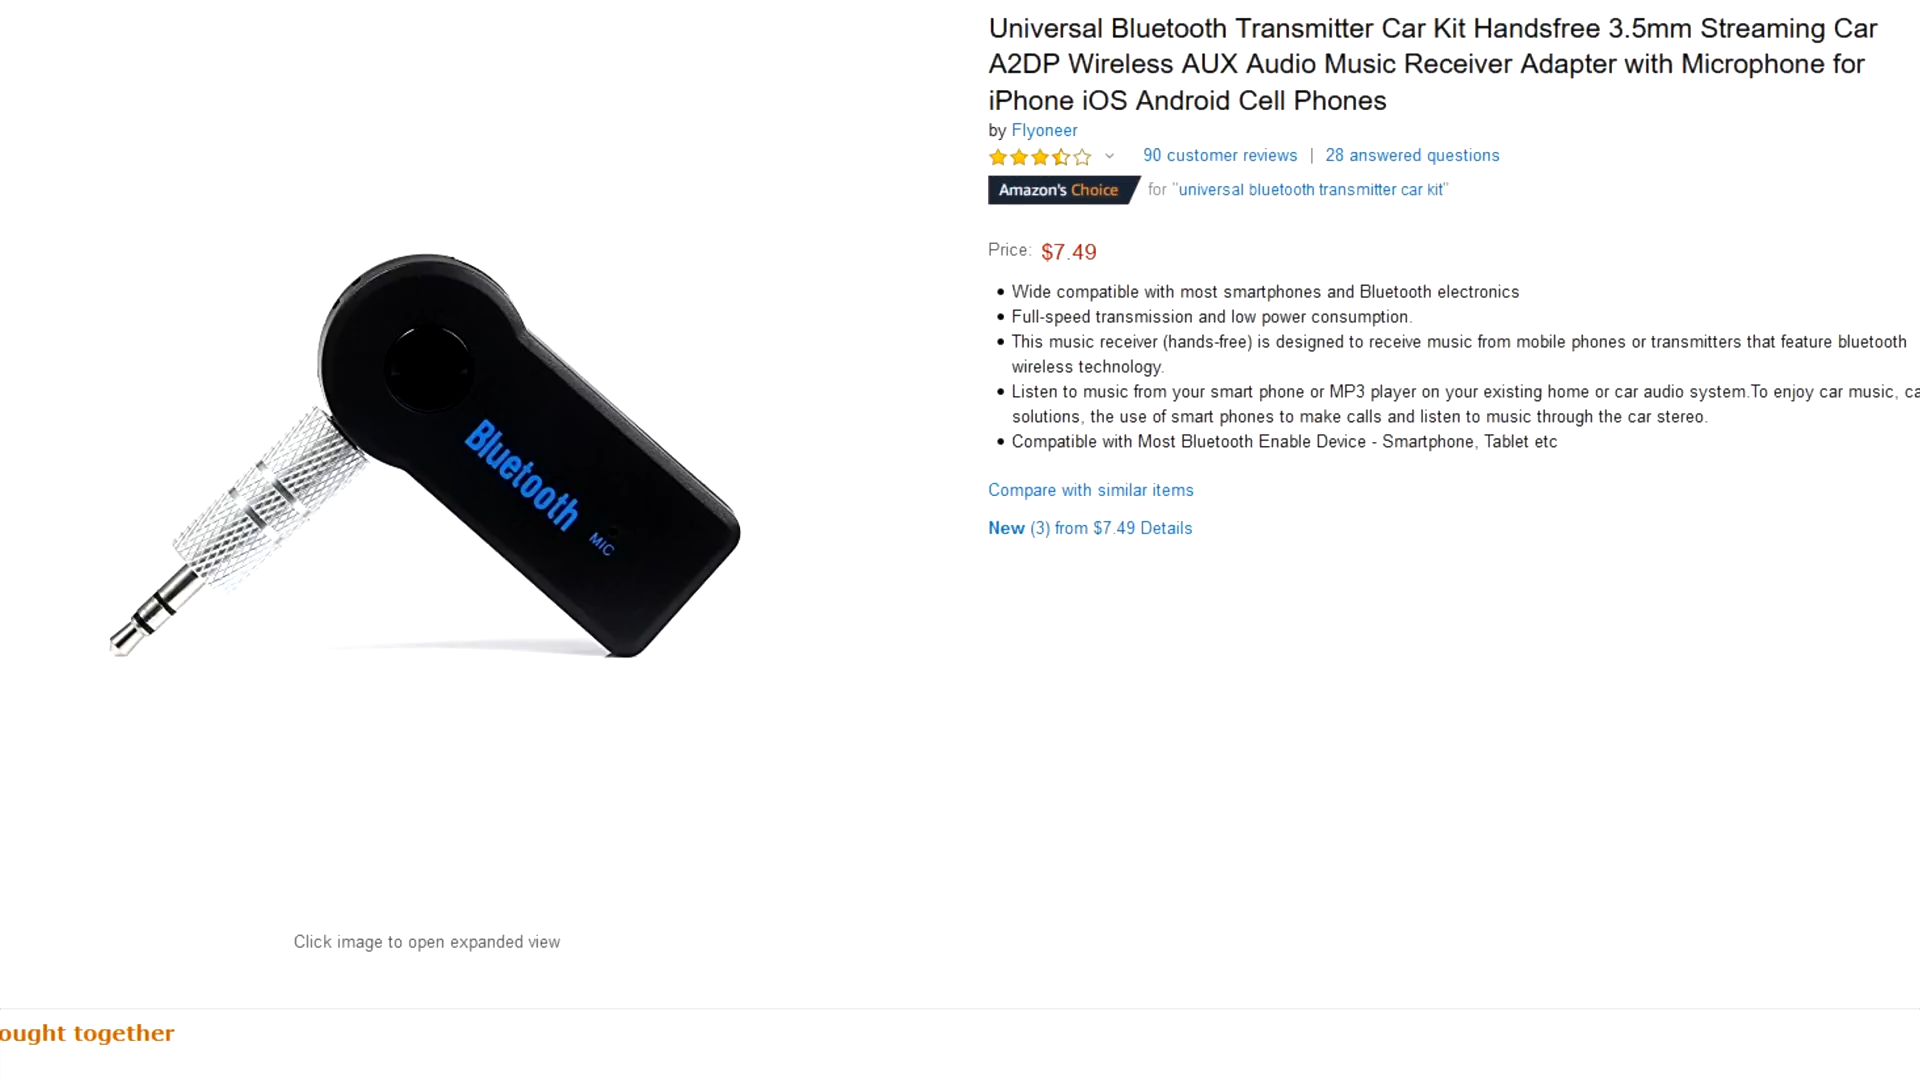 Universal Bluetooth Transmitter Car Kit Handsfree 3.5mm Streaming Car
A2DP Wireless AUX Audio Music Receiver Adapter with Microphone for
iPhone iOS Android Cell Phones
by Flyoneer
90 customer reviews | 28 answered questions
Amazon's Choice for "universal bluetooth transmitter car kit"
Price: $7.49
• Wide compatible with most smartphones and Bluetooth electronics
• Full-speed transmission and low power consumption.
• This music receiver (hands-free) is designed to receive music from mobile phones or transmitters that feature bluetooth
wireless technology.
• Listen to music from your smart phone or MP3 player on your existing home or car audio system.To enjoy car music, ca
solutions, the use of smart phones to make calls and listen to music through the car stereo.
• Compatible with Most Bluetooth Enable Device - Smartphone, Tablet etc
Compare with similar items
New (3) from $7.49 Details
Bluetooth
MIC
Click image to open expanded view
ought together